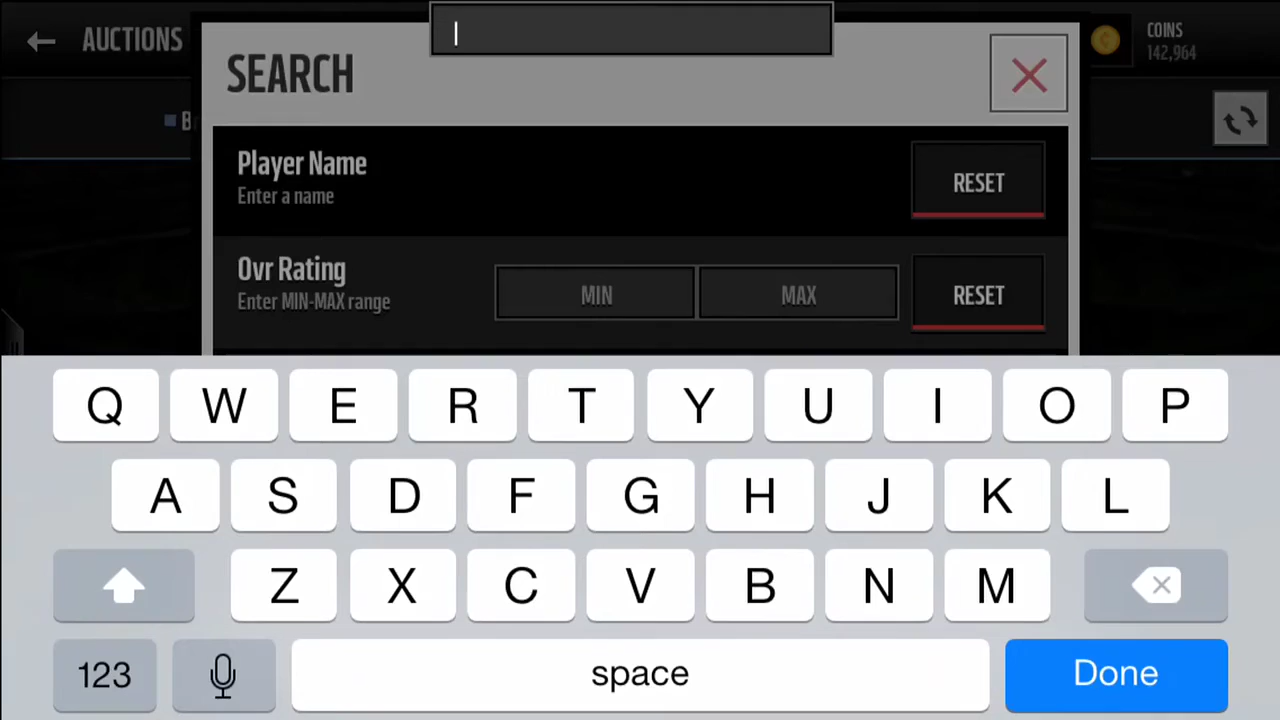 AUCTIONS
COINS
142,964
SEARCH
B
Player Name
Enter a name
RESET
Ovr Rating
Enter MIN-MAX range
MIN
MAX
RESET
Q W E R T Y U I O P
A S D F G H J K L
Z X C V B N M
123
space
Done